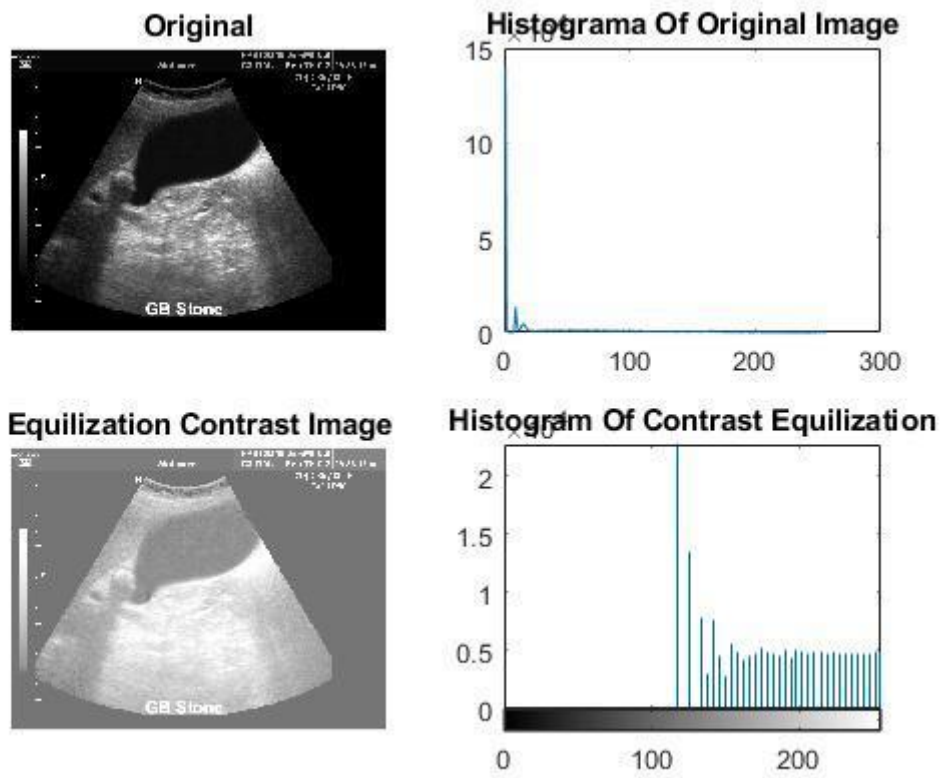 Original
Histograma Of Original Image
15
10
5
0
0 100 200 300
GB Stone
Equilization Contrast Image
Histogram Of Contrast Equilization
2
1.5
1
0.5
0
0 100 200
GB Stone